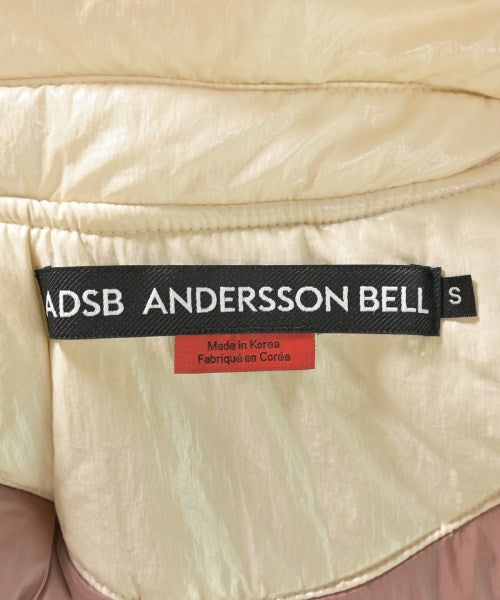 ADSB ANDERSSON BELL
S
Made in Korea
Fabriqué en Corée